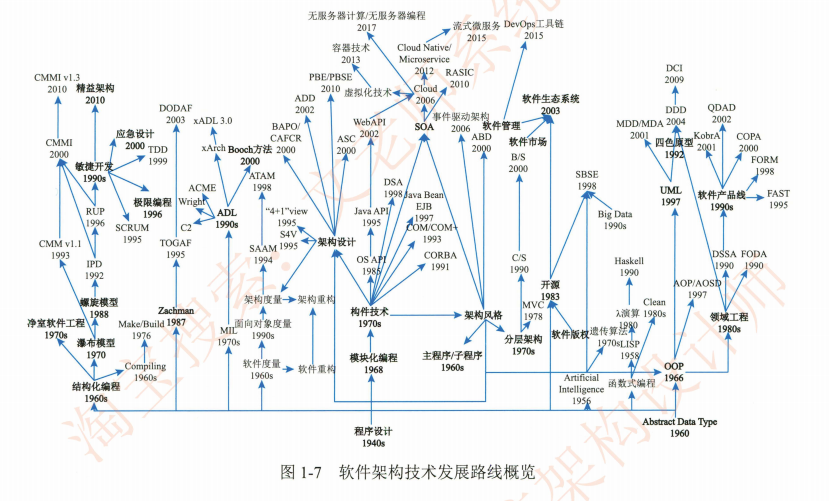 无服务器计算/无服务器编程
2017
流式微服务
2015
DevOps工具链
2015
容器技术
2013
Cloud Native/
Microservice
2012
RASIC
2010
DCI
2009
CMMI v1.3
2010
精益架构
2010
PBE/PBSE
2010
ADD
2002
虚拟化技术
Cloud
2006
软件生态系统
2003
DODAF
2003
xADL 3.0
BAPO/
CAFCR
2000
WebAPI
2002
SOA
事件驱动架构
2006
ABD
2000
软件管理
软件市场
DDD
2004
MDD/MDA
2001
四色原型
1992
QDAD
2002
KobrA
2001
COPA
2000
CMMI
2000
应急设计
2000
TDD
1999
敏捷开发
1990s
xArch
Booch方法
2000
ASC
2000
B/S
2000
FORM
1998
FAST
1995
极限编程
1996
ACME
Wright
C2
ADL
1990s
ATAM
1998
DSA
1998
Java Bean
EJB
1997
SBSE
1998
UML
1997
软件产品线
1990s
RUP
1996
SCRUM
1995
“4+1”view
1995
S4V
1995
架构设计
Java API
1995
COM/COM+
1993
Big Data
1990s
CMM v1.1
1993
TOGAF
1995
SAAM
1994
CORBA
1991
C/S
1990
Haskell
1990
DSSA
1990
FODA
1990
IPD
1992
OS API
1985
开源
1983
AOP/AOSD
1997
螺旋模型
1988
Zachman
1987
架构度量
架构重构
构件技术
1970s
架构风格
MVC
1978
λ演算
1980
Clean
1980s
领域工程
1980s
净室软件工程
1970s
Make/Build
1976
MIL
1970s
面向对象度量
1990s
分层架构
1970s
软件版权
遗传算法
1970s
LISP
1958
瀑布模型
1970
软件度量
1960s
软件重构
模块化编程
1968
主程序/子程序
1960s
Compiling
1960s
结构化编程
1960s
Artificial
Intelligence
1956
函数式编程
OOP
1966
程序设计
1940s
Abstract Data Type
1960
图 1-7 软件架构技术发展路线概览